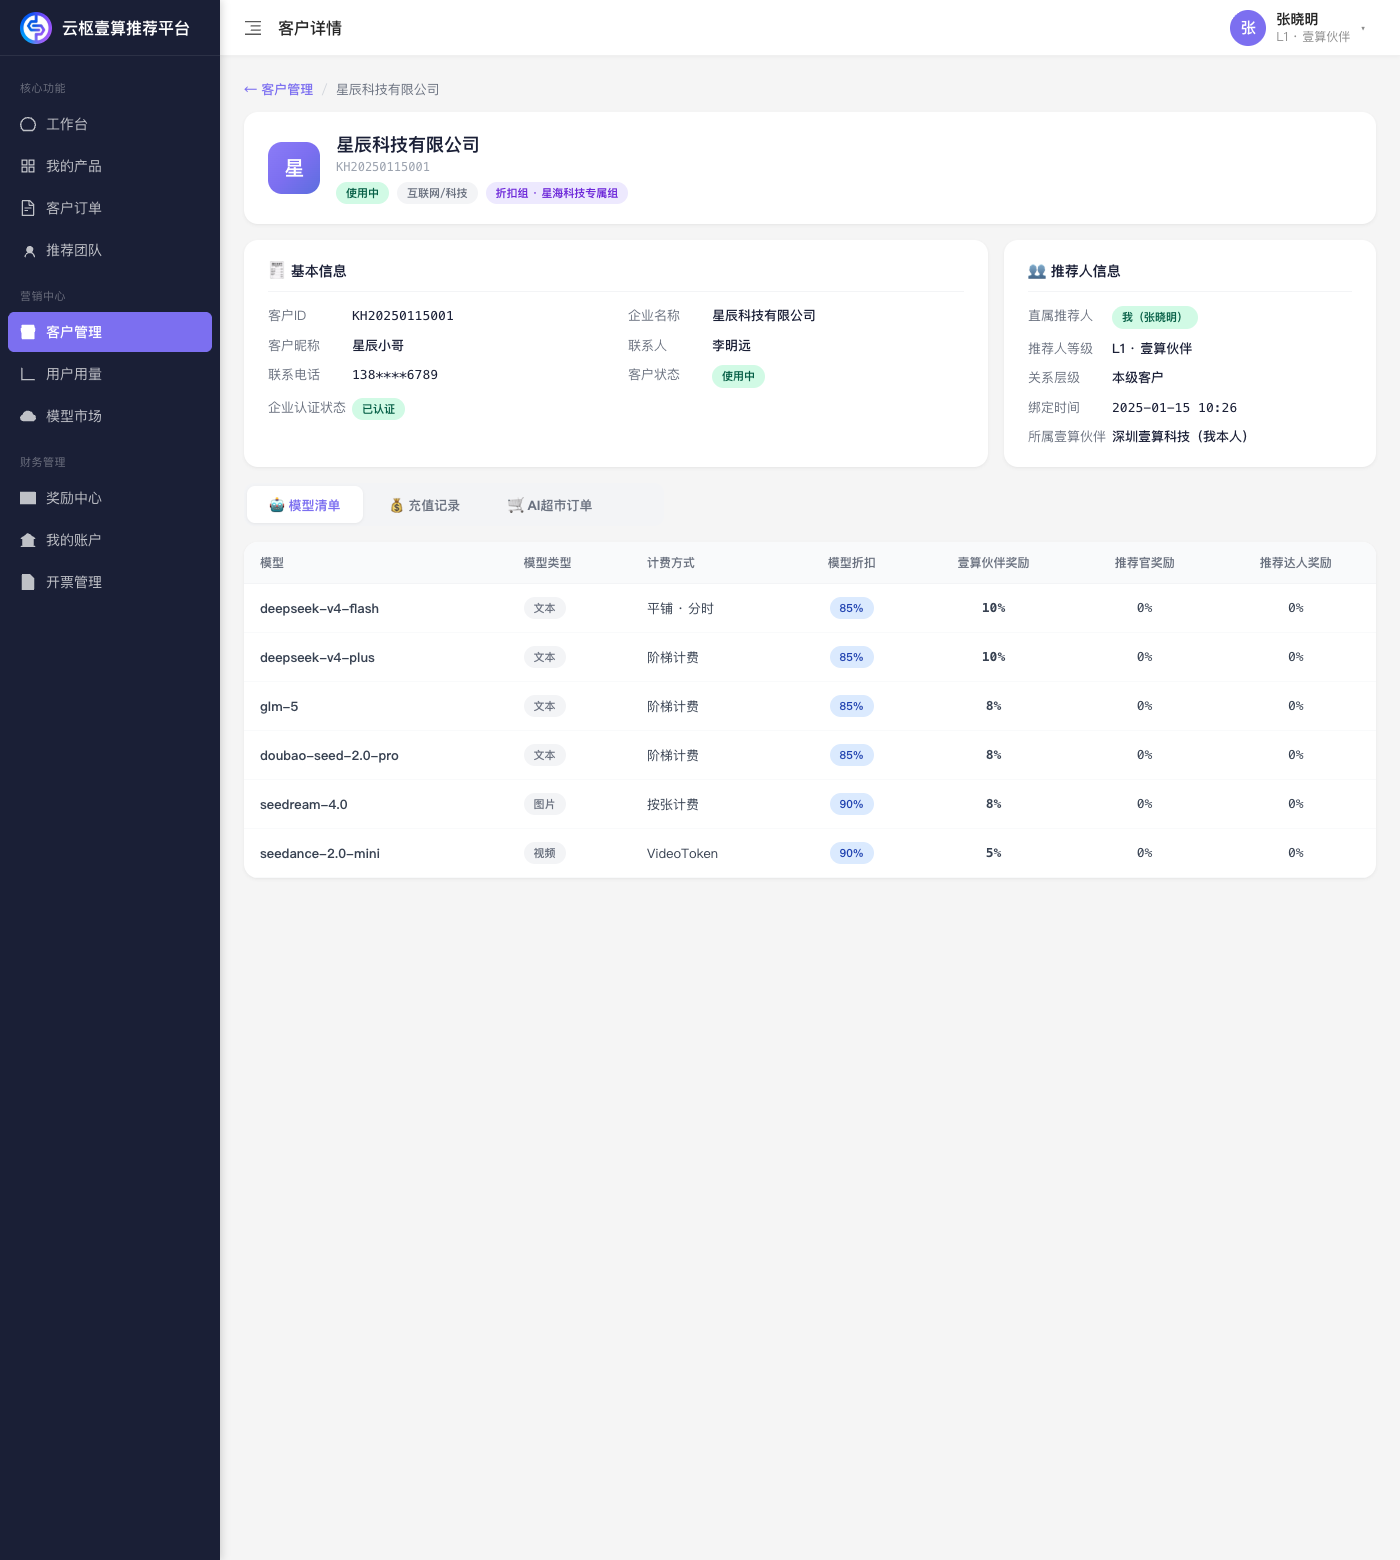 云枢壹算推荐平台
核心功能
工作台
我的产品
客户订单
推荐团队
营销中心
客户管理
用户用量
模型市场
财务管理
奖励中心
我的账户
开票管理
客户详情
张
张晓明
L1 · 壹算伙伴
← 客户管理 / 星辰科技有限公司
星
星辰科技有限公司
KH20250115001
使用中 互联网/科技 折扣组 · 星海科技专属组
基本信息
客户ID KH20250115001 企业名称 星辰科技有限公司
客户昵称 星辰小哥 联系人 李明远
联系电话 138****6789 客户状态 使用中
企业认证状态 已认证
推荐人信息
直属推荐人 我（张晓明）
推荐人等级 L1 · 壹算伙伴
关系层级 本级客户
绑定时间 2025-01-15 10:26
所属壹算伙伴 深圳壹算科技（我本人）
模型清单 充值记录 AI超市订单
模型 模型类型 计费方式 模型折扣 壹算伙伴奖励 推荐官奖励 推荐达人奖励
deepseek-v4-flash 文本 平铺 · 分时 85% 10% 0% 0%
deepseek-v4-plus 文本 阶梯计费 85% 10% 0% 0%
glm-5 文本 阶梯计费 85% 8% 0% 0%
doubao-seed-2.0-pro 文本 阶梯计费 85% 8% 0% 0%
seedream-4.0 图片 按张计费 90% 8% 0% 0%
seedance-2.0-mini 视频 VideoToken 90% 5% 0% 0%